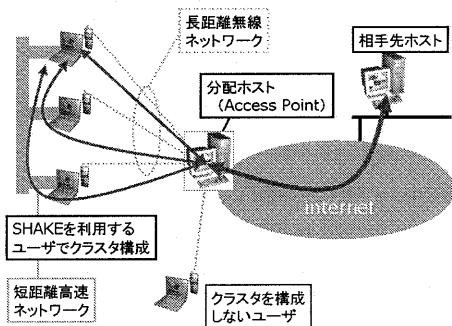 長距離無線
ネットワーク
相手先ホスト
分配ホスト
(Access Point)
internet
SHAKEを利用する
ユーザでクラスタ構成
短距離高速
ネットワーク
クラスタを構成
しないユーザ